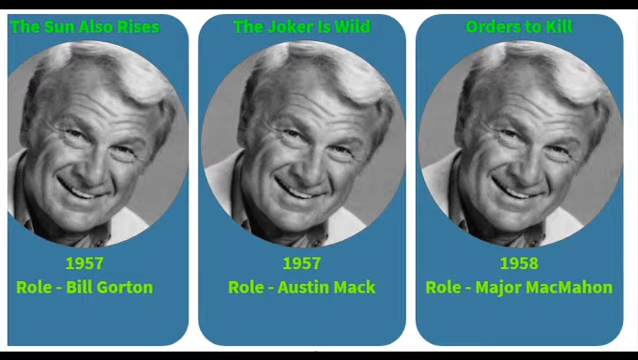 The Sun Also Rises
1957
Role - Bill Gorton
The Joker Is Wild
1957
Role - Austin Mack
Orders to Kill
1958
Role - Major MacMahon